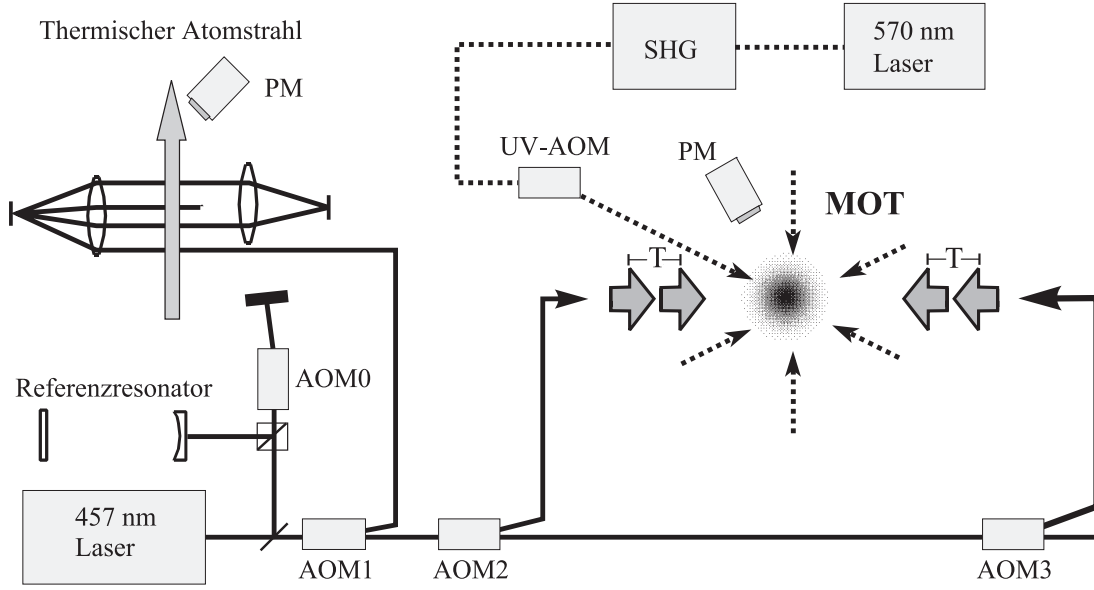 Thermischer Atomstrahl
PM
SHG
570 nm
Laser
UV-AOM
PM
MOT
T
T
AOM0
Referenzresonator
457 nm
Laser
AOM1
AOM2
AOM3